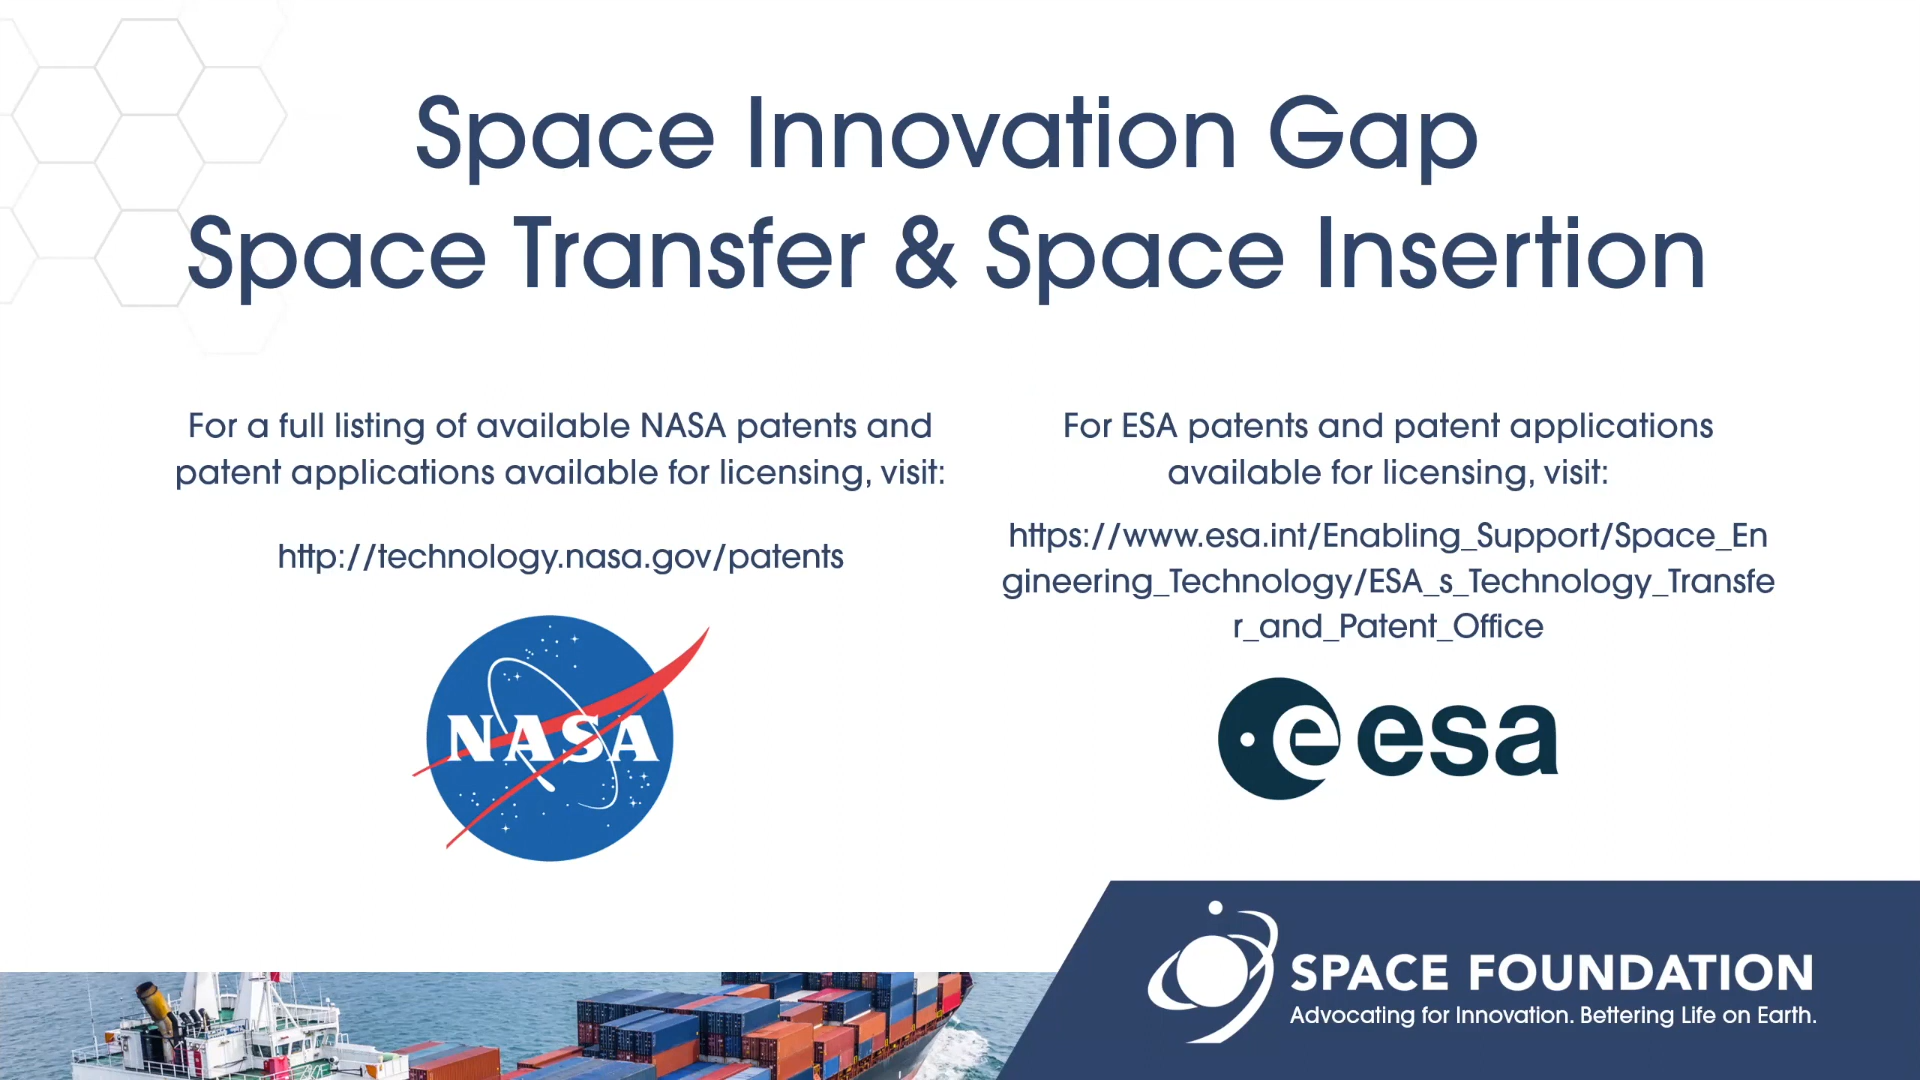 Space Innovation Gap
Space Transfer & Space Insertion
For a full listing of available NASA patents and
patent applications available for licensing, visit:
http://technology.nasa.gov/patents
NASA
For ESA patents and patent applications
available for licensing, visit:
https://www.esa.int/Enabling_Support/Space_En
gineering_Technology/ESA_s_Technology_Transfe
r_and_Patent_Office
esa
SPACE FOUNDATION
Advocating for Innovation. Bettering Life on Earth.